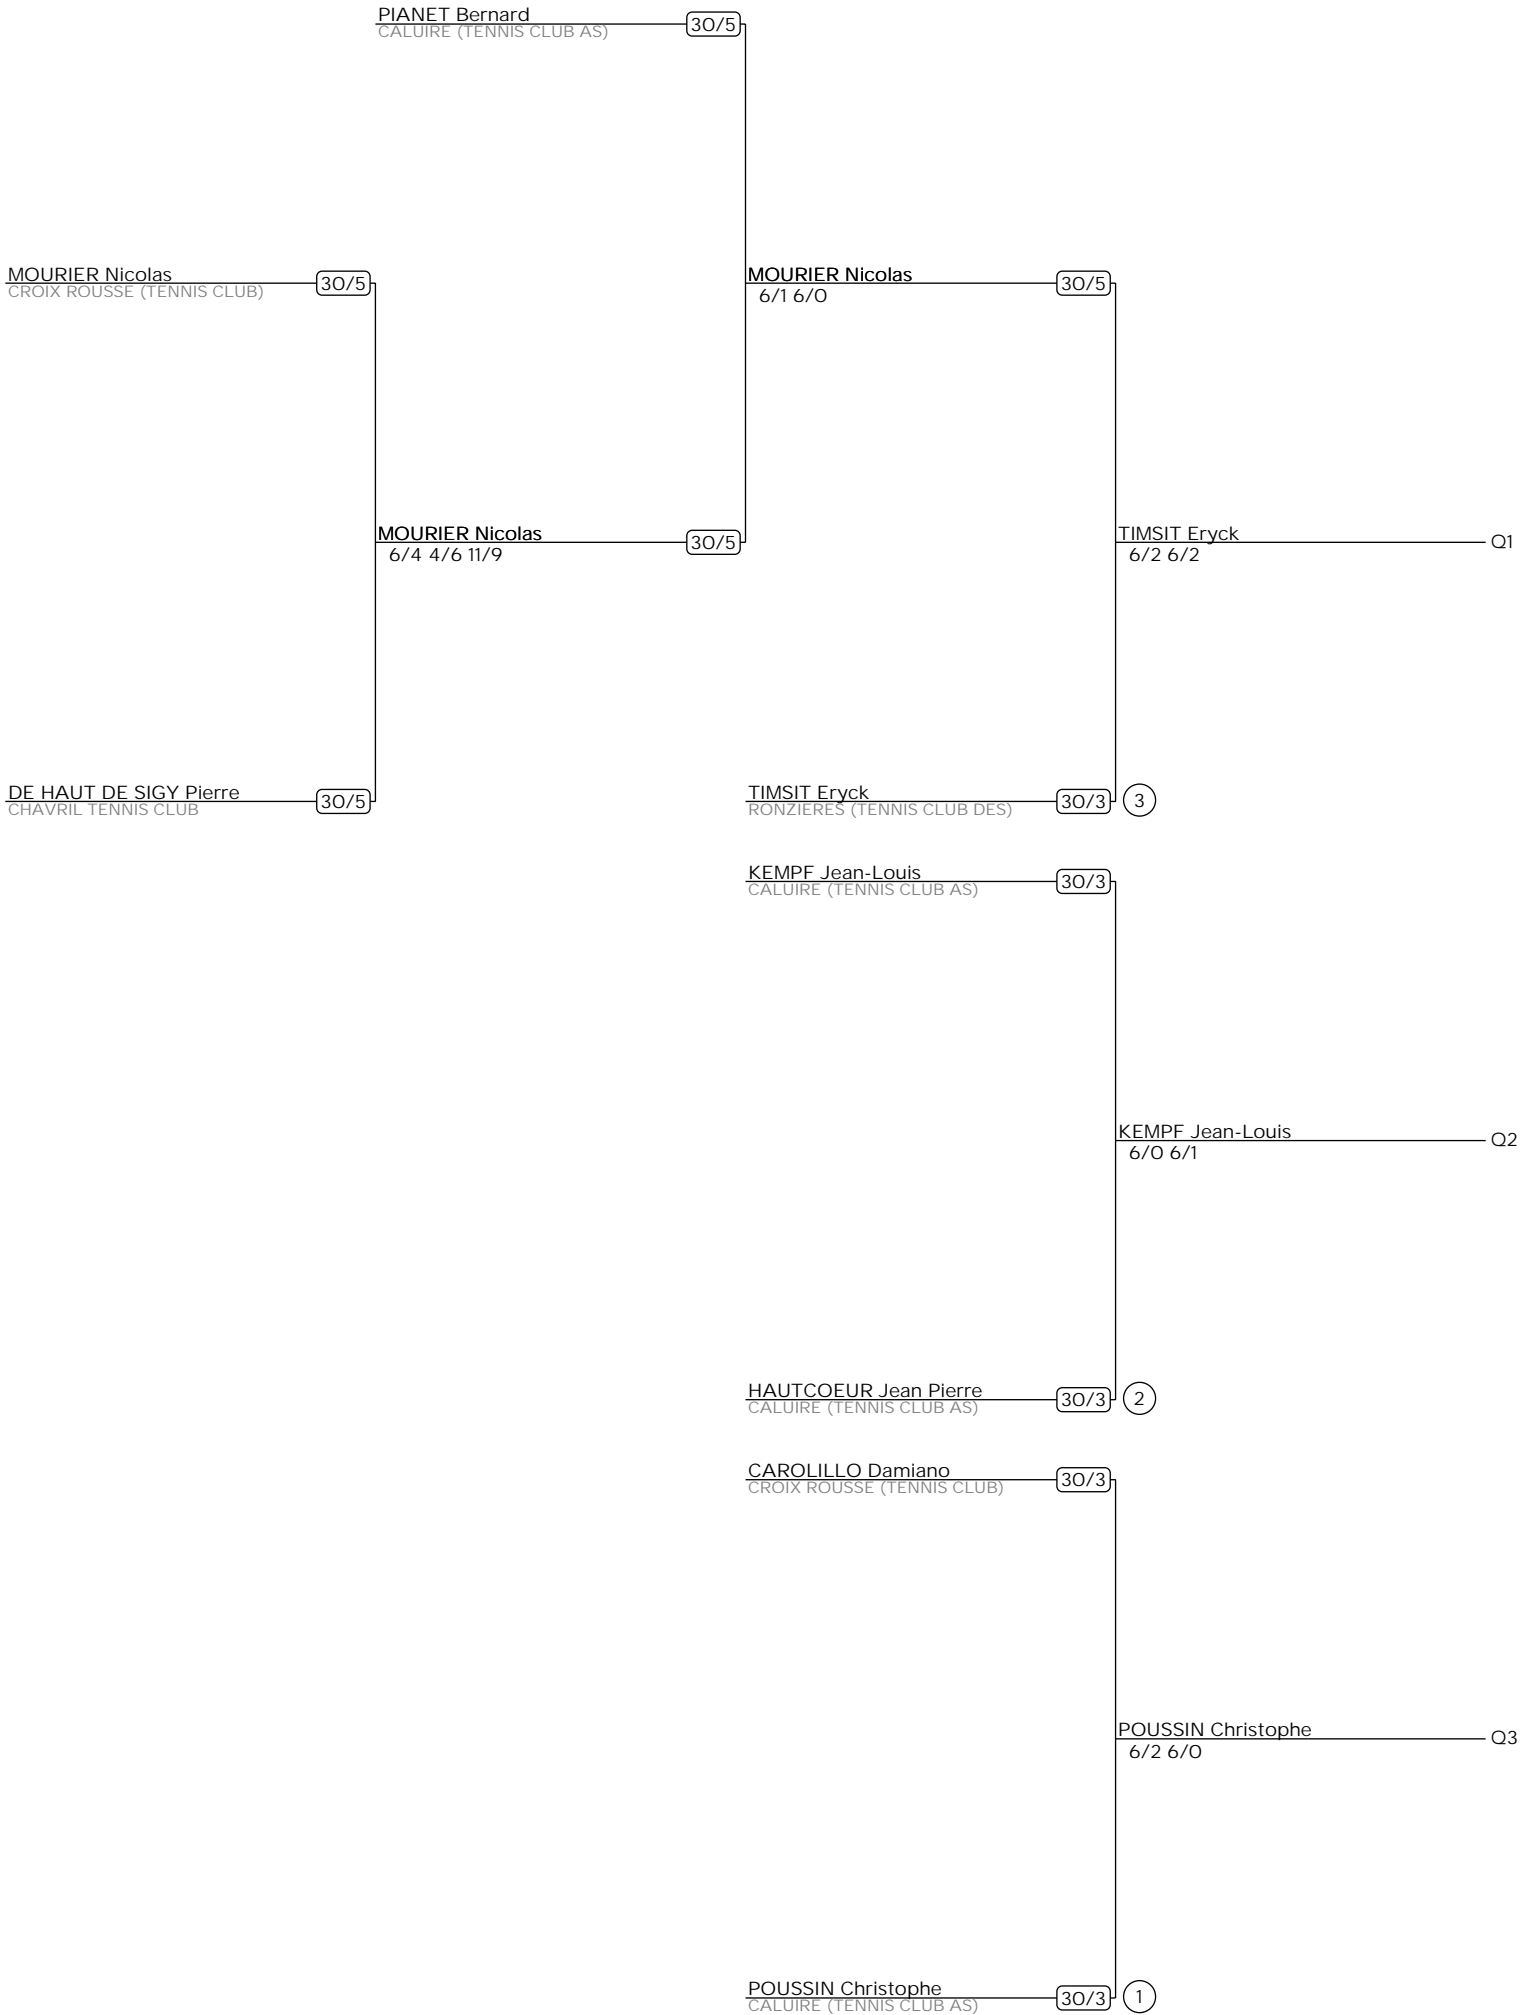 PIANET Bernard
CALUIRE (TENNIS CLUB AS)
30/5
MOURIER Nicolas
CROIX ROUSSE (TENNIS CLUB)
30/5
MOURIER Nicolas
6/1 6/0
30/5
MOURIER Nicolas
6/4 4/6 11/9
30/5
TIMSIT Eryck
6/2 6/2
Q1
DE HAUT DE SIGY Pierre
CHAVRIL TENNIS CLUB
30/5
TIMSIT Eryck
RONZIERES (TENNIS CLUB DES)
30/3
3
KEMPF Jean-Louis
CALUIRE (TENNIS CLUB AS)
30/3
KEMPF Jean-Louis
6/0 6/1
Q2
HAUTCOEUR Jean Pierre
CALUIRE (TENNIS CLUB AS)
30/3
2
CAROLILLO Damiano
CROIX ROUSSE (TENNIS CLUB)
30/3
POUSSIN Christophe
6/2 6/0
Q3
POUSSIN Christophe
CALUIRE (TENNIS CLUB AS)
30/3
1